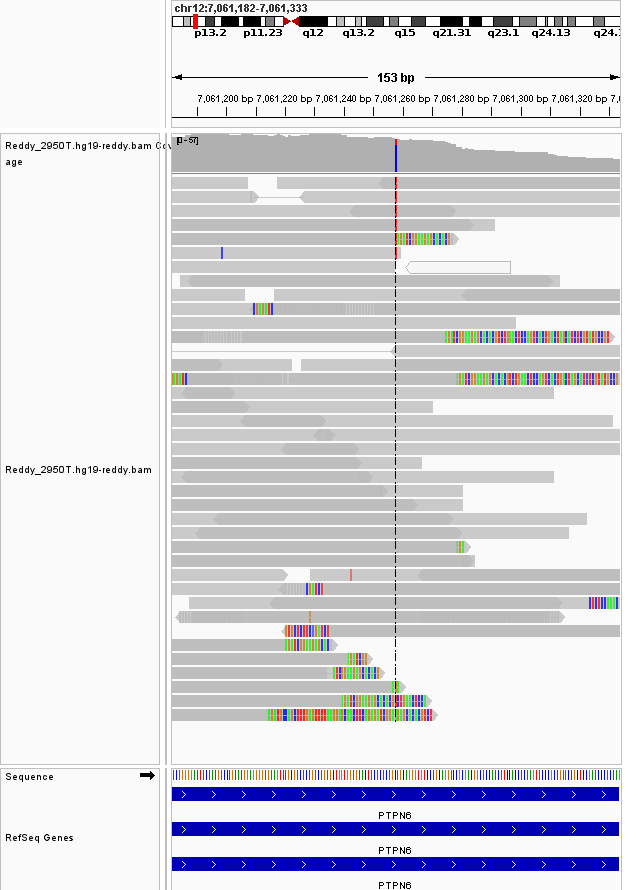 chr12:7,061,182-7,061,333
p13.2 p11.23 q12 q13.2 q15 q21.31 q23.1 q24.13 q24.
153 bp
7,061,200 bp 7,061,220 bp 7,061,240 bp 7,061,260 bp 7,061,280 bp 7,061,300 bp 7,061,320 bp 7,0
[0-57]
Reddy_2950T.hg19-reddy.bam Cov
age
Reddy_2950T.hg19-reddy.bam
Sequence
PTPN6
RefSeq Genes
PTPN6
PTPN6